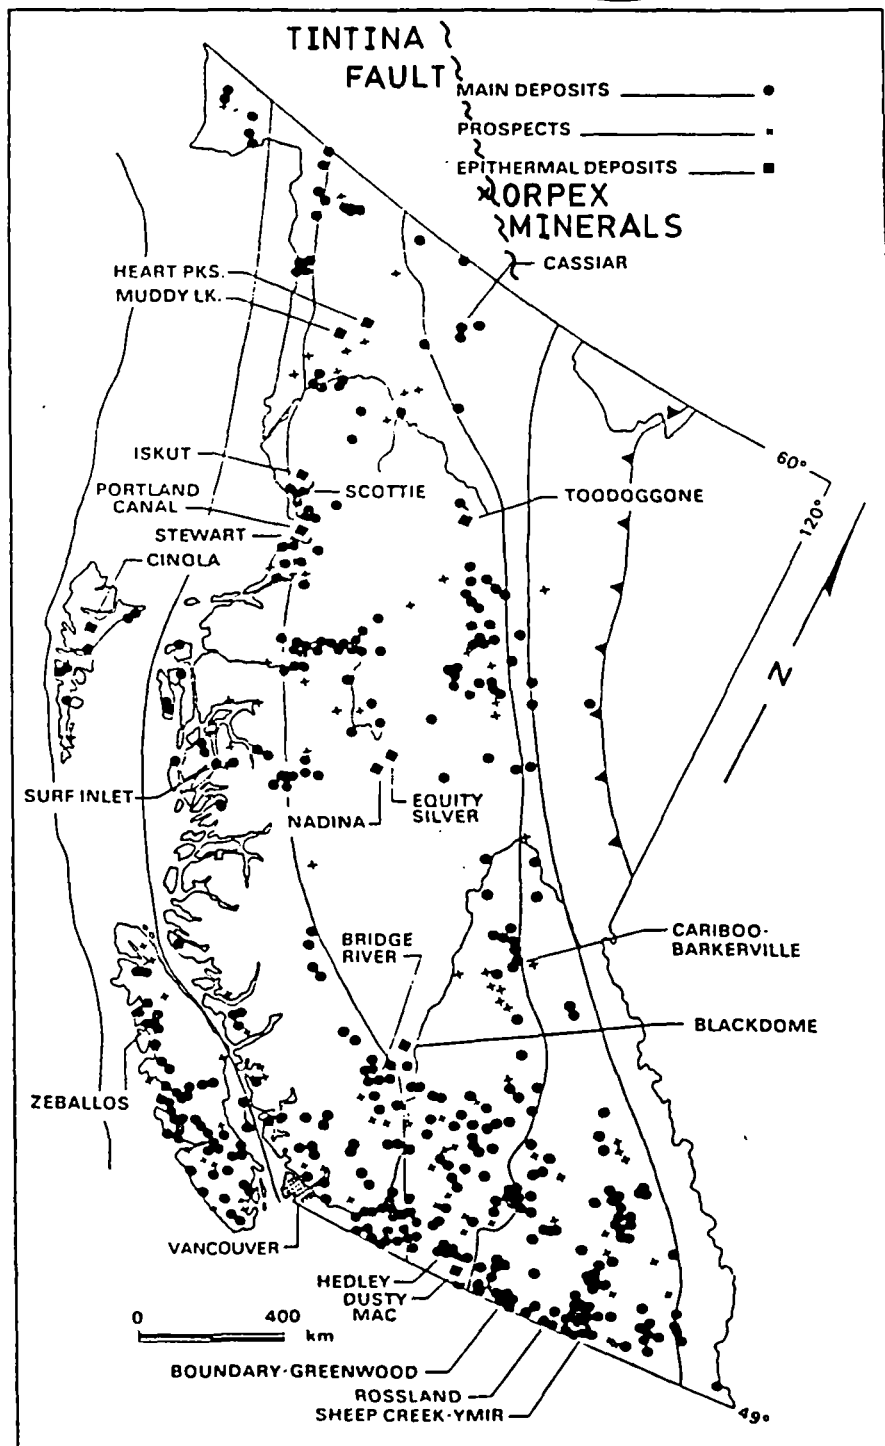 TINTINA
FAULT
MAIN DEPOSITS
PROSPECTS
EPITHERMAL DEPOSITS
ORPEX
MINERALS
CASSIAR
HEART PKS.
MUDDY LK.
60°
120°
ISKUT
SCOTTIE
PORTLAND
CANAL
TOODOGGONE
STEWART
CINOLA
N
SURF INLET
EQUITY
SILVER
NADINA
CARIBOO-
BARKERVILLE
BRIDGE
RIVER
BLACKDOME
ZEBALLOS
VANCOUVER
HEDLEY
DUSTY
MAC
0 400
km
BOUNDARY-GREENWOOD
ROSSLAND
SHEEP CREEK-YMIR
49°